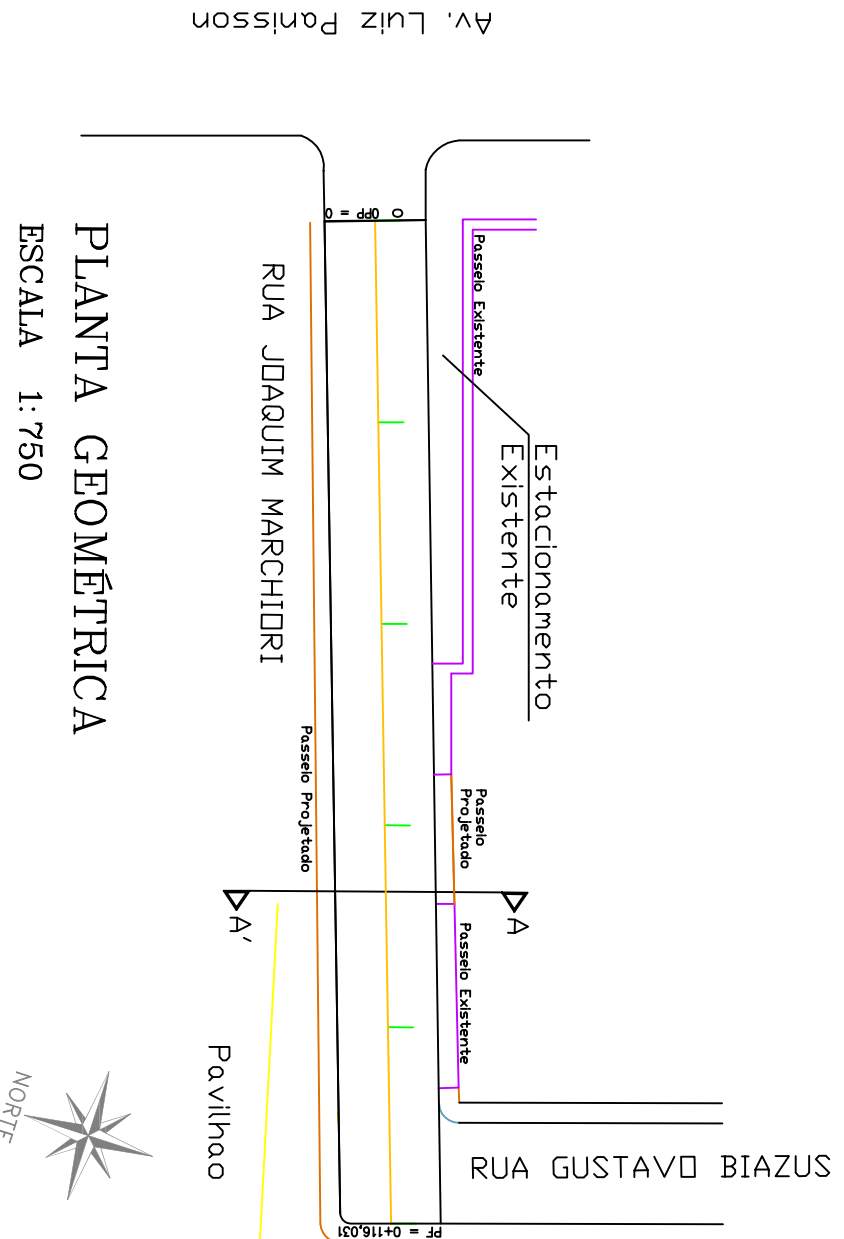 Av. Luiz Panisson
0PP = 0
O
Passeio Existente
RUA JOAQUIM MARCHIORI
Estacionamento
Existente
PLANTA GEOMÉTRICA
ESCALA 1:750
Passeio Projetado
Passeio
Projetado
A'
A
Passeio Existente
Pavilhao
NORTE
RUA GUSTAVO BIAZUS
PF = 0+116,031